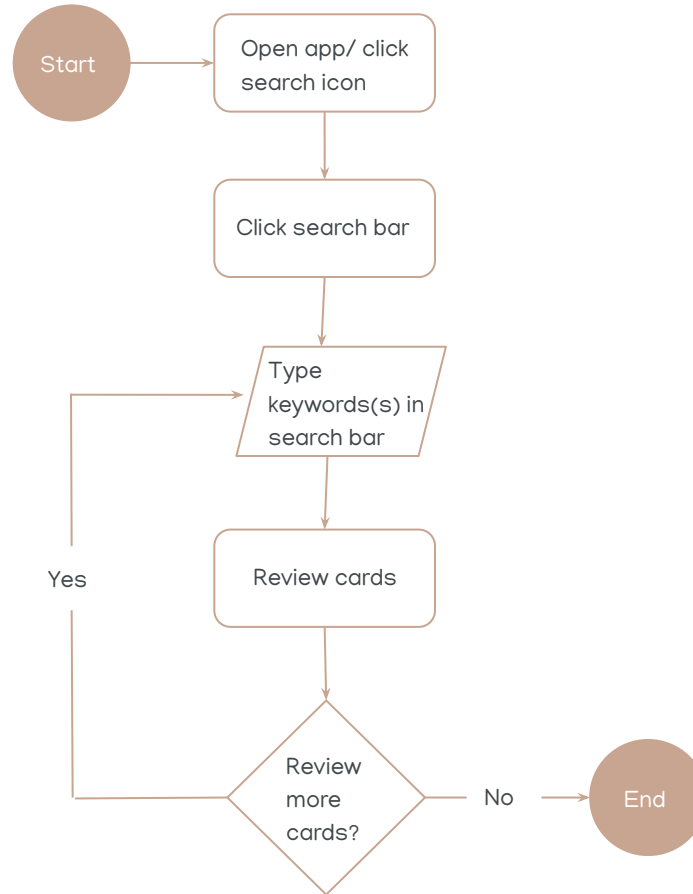 Start
Open app/ click
search icon
Click search bar
Type
keywords(s) in
search bar
Yes
Review cards
Review
more
cards?
No
End